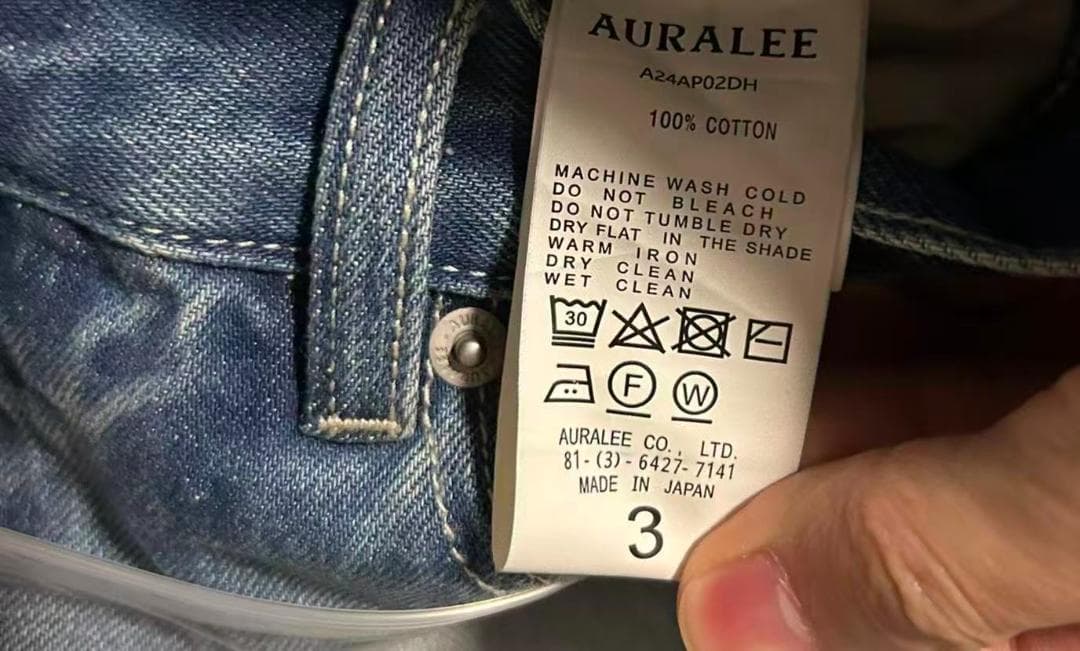 AURALEE
A24AP02DH
100% COTTON
MACHINE WASH COLD
DO NOT BLEACH
DO NOT TUMBLE DRY
DRY FLAT IN THE SHADE
WARM IRON
DRY CLEAN
WET CLEAN
30
F W
AURALEE CO., LTD.
81-(3)-6427-7141
MADE IN JAPAN
3